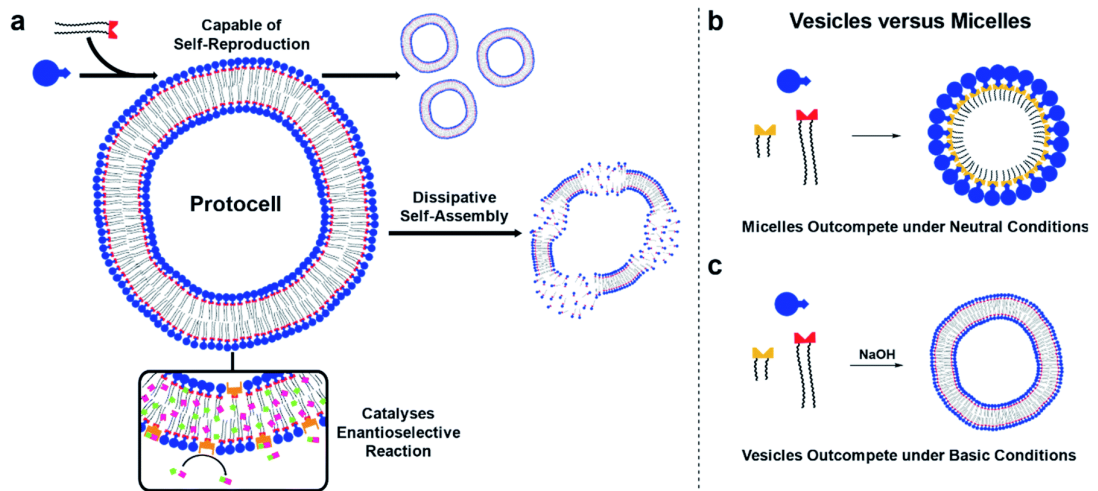 a
Capable of
Self-Reproduction
Protocell
Dissipative
Self-Assembly
Catalyses
Enantioselective
Reaction
b
Vesicles versus Micelles
Micelles Outcompete under Neutral Conditions
c
NaOH
Vesicles Outcompete under Basic Conditions